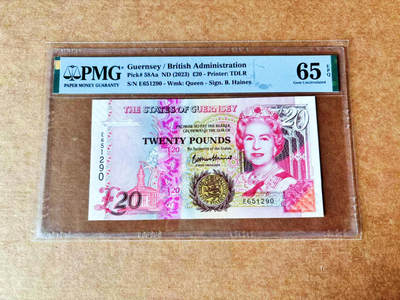 PMG
PAPER MONEY GUARANTY
Guernsey / British Administration
Pick# 58Aa ND (2023) £20 - Printer: TDLR
S/N E651290 - Wmk: Queen - Sign. B. Haines
65 EPQ
Gem Uncirculated
THE STATES OF GUERNSEY
20
TWENTY POUNDS
£20
E651290
£20
E651290